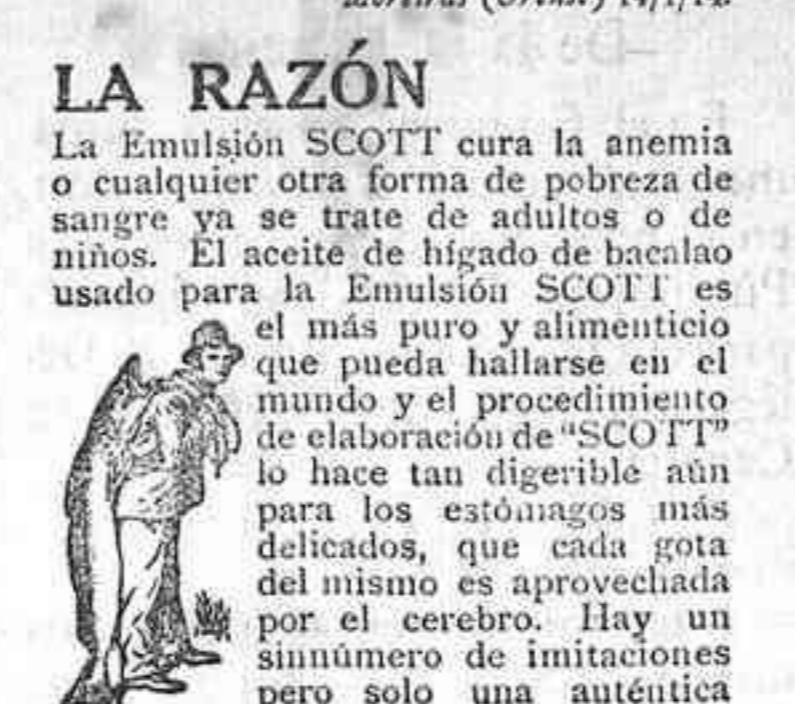 LA RAZÓN
La Emulsión SCOTT cura la anemia
o cualquier otra forma de pobreza de
sangre ya se trate de adultos o de
niños. El aceite de hígado de bacalao
usado para la Emulsión SCOTT es
el más puro y alimenticio
que pueda hallarse en el
mundo y el procedimiento
de elaboración de "SCOTT"
lo hace tan digerible aún
para los estómagos más
delicados, que cada gota
del mismo es aprovechada
por el cerebro. Hay un
sinnúmero de imitaciones
pero solo una auténtica